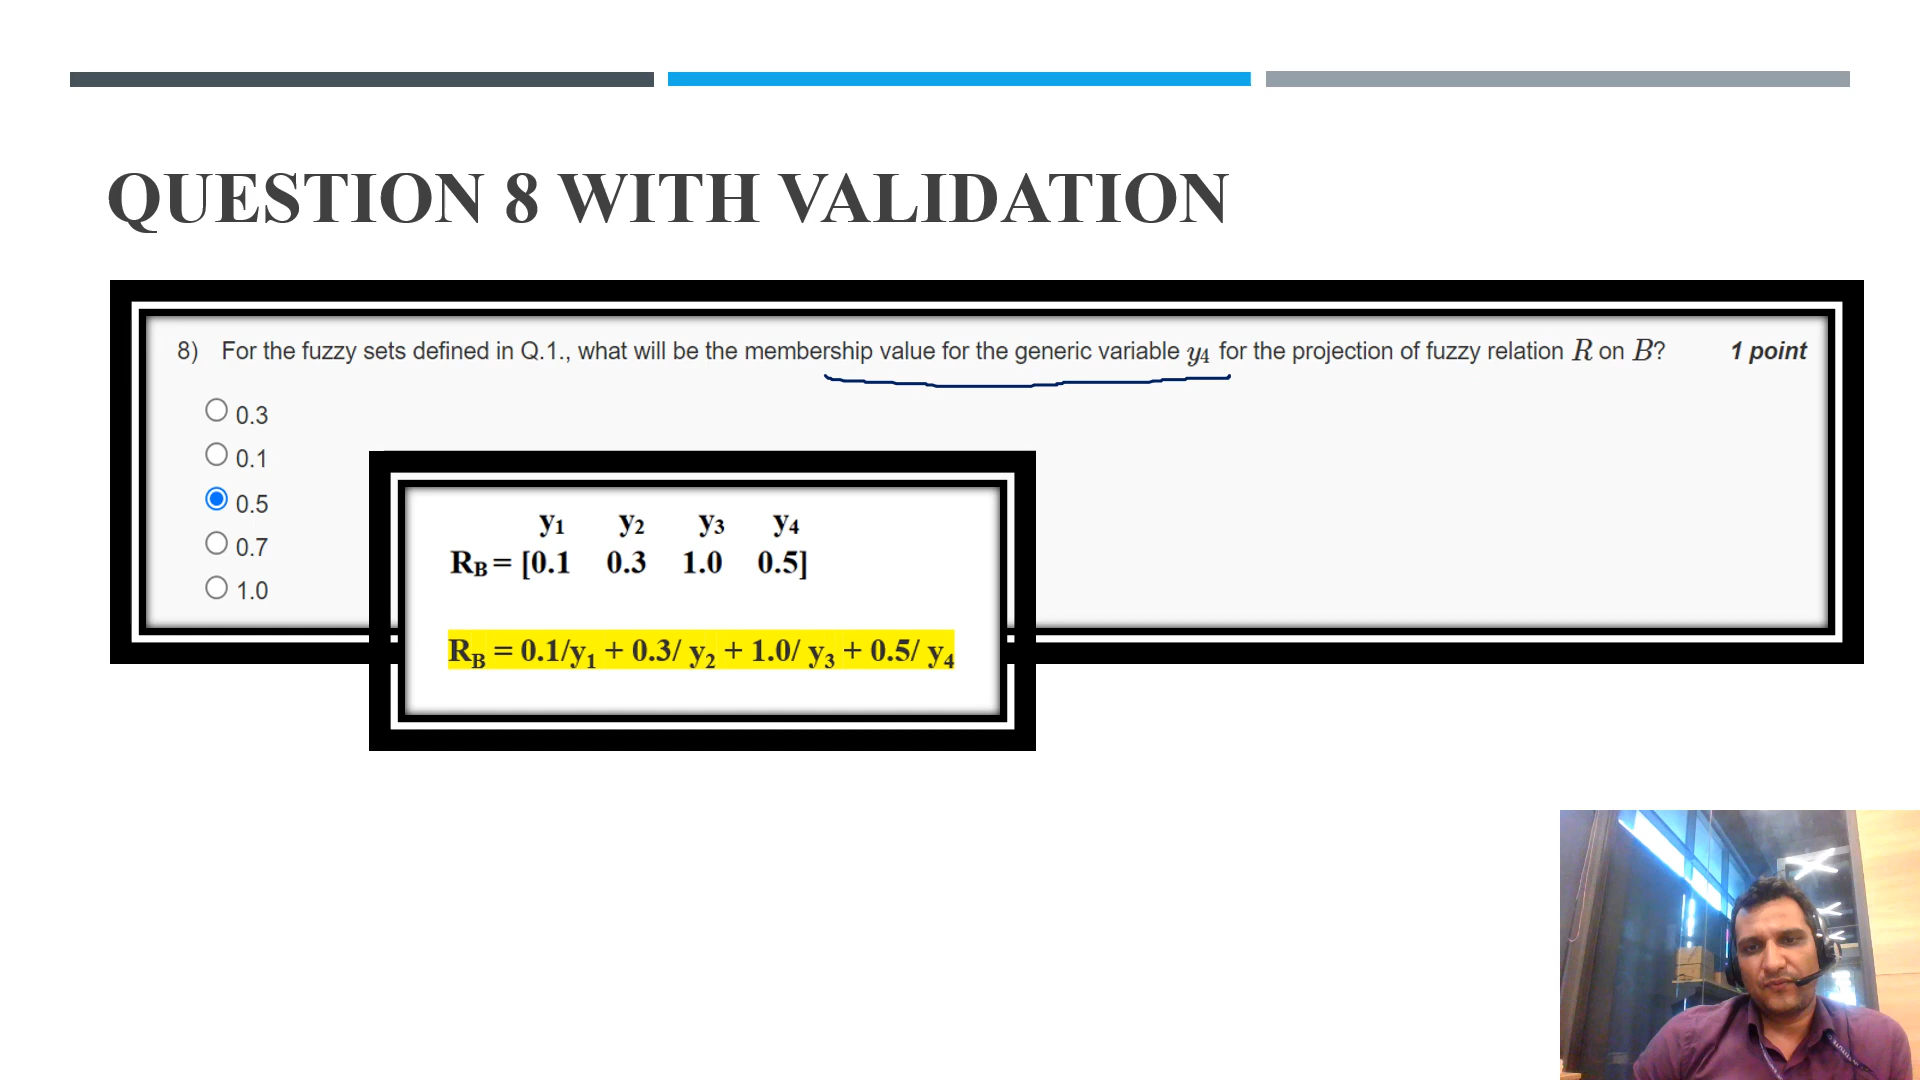 QUESTION 8 WITH VALIDATION
8) For the fuzzy sets defined in Q.1., what will be the membership value for the generic variable y₄ for the projection of fuzzy relation R on B? 1 point
0.3
0.1
0.5
0.7
1.0
y₁ y₂ y₃ y₄
R_B = [0.1 0.3 1.0 0.5]
R_B = 0.1/y₁ + 0.3/ y₂ + 1.0/ y₃ + 0.5/ y₄